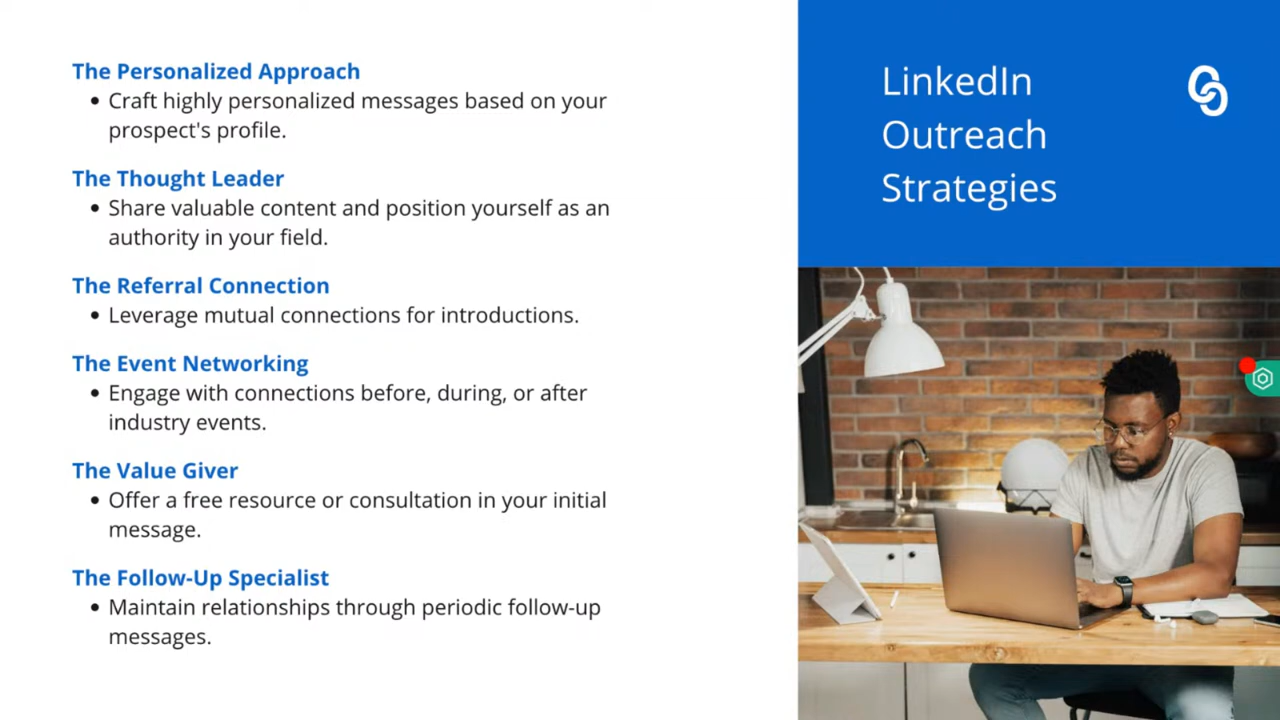 The Personalized Approach
• Craft highly personalized messages based on your
prospect's profile.
The Thought Leader
• Share valuable content and position yourself as an
authority in your field.
The Referral Connection
• Leverage mutual connections for introductions.
The Event Networking
• Engage with connections before, during, or after
industry events.
The Value Giver
• Offer a free resource or consultation in your initial
message.
The Follow-Up Specialist
• Maintain relationships through periodic follow-up
messages.
LinkedIn
Outreach
Strategies